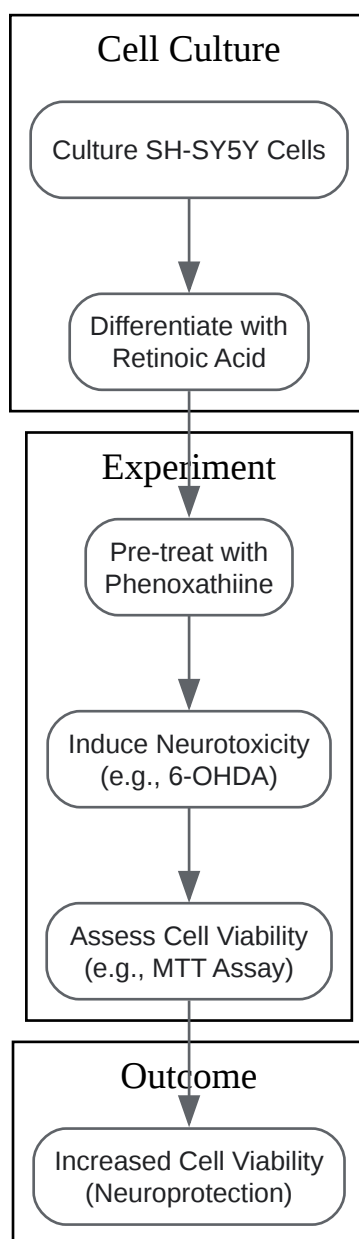 Cell Culture
Culture SH-SY5Y Cells
Differentiate with
Retinoic Acid
Experiment
Pre-treat with
Phenoxathiine
Induce Neurotoxicity
(e.g., 6-OHDA)
Assess Cell Viability
(e.g., MTT Assay)
Outcome
Increased Cell Viability
(Neuroprotection)